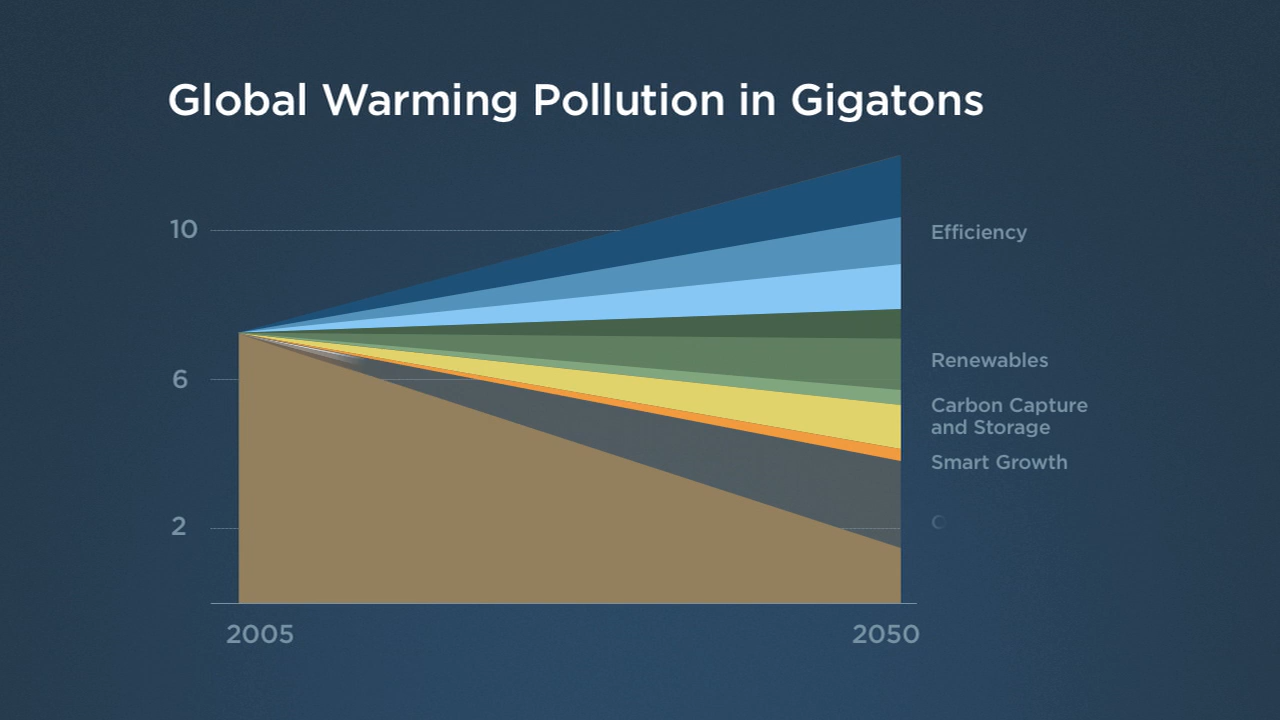 Global Warming Pollution in Gigatons
10
Efficiency
Renewables
6
Carbon Capture
and Storage
Smart Growth
2
2005
2050